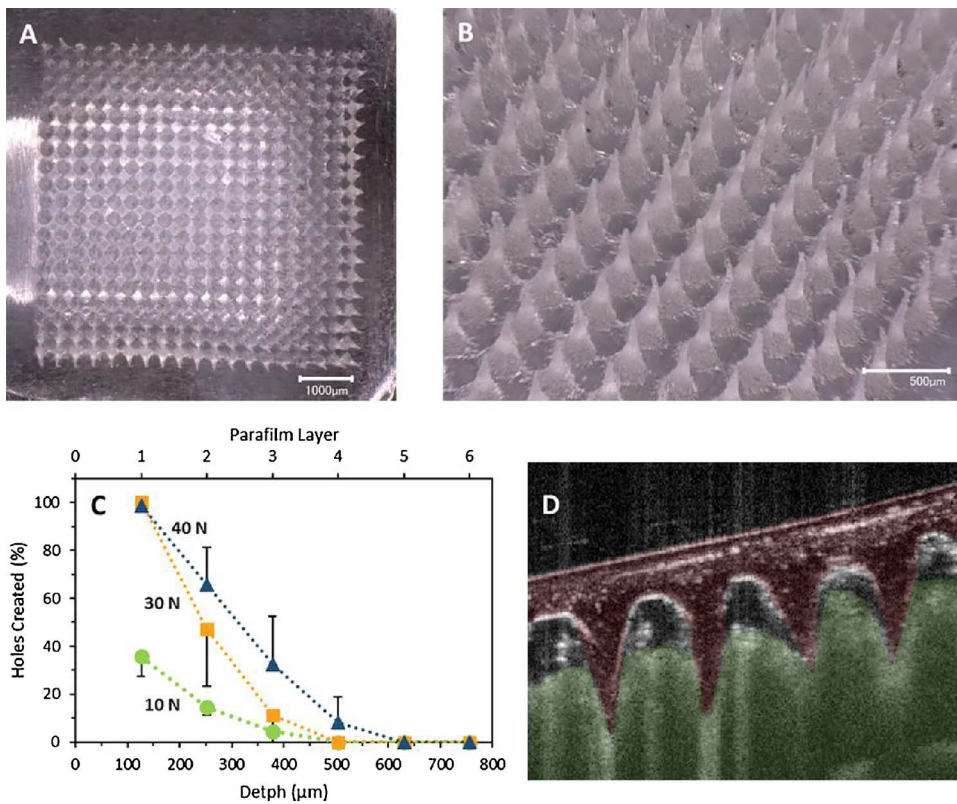 A
1000μm
B
500μm
Parafilm Layer
0 1 2 3 4 5 6
C
Holes Created (%)
100
80
60
40
20
0
40 N
30 N
10 N
0 100 200 300 400 500 600 700 800
Detph (μm)
D